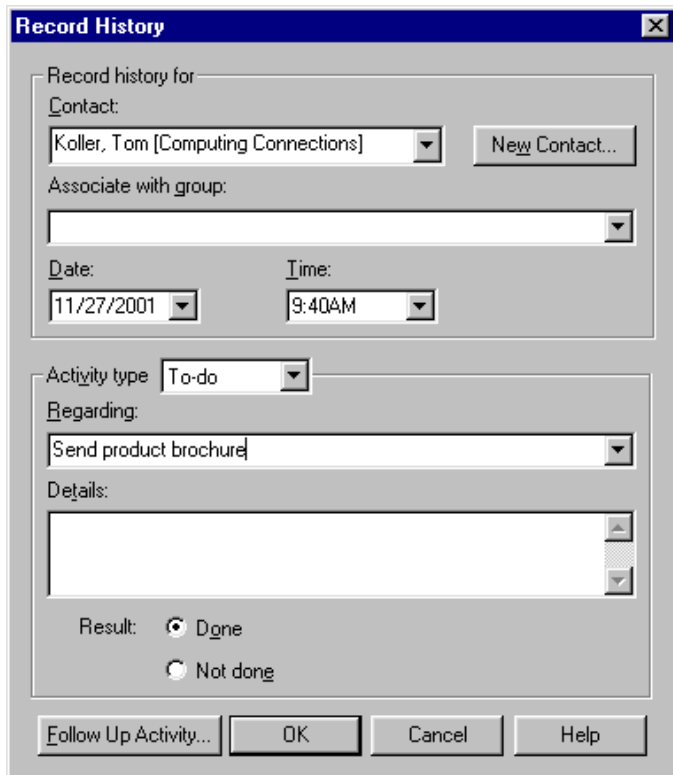 Record History
Record history for
Contact:
Koller, Tom [Computing Connections]
New Contact...
Associate with group:
Date: Time:
11/27/2001 9:40AM
Activity type To-do
Regarding:
Send product brochure
Details:
Result: Done
Not done
Follow Up Activity... OK Cancel Help